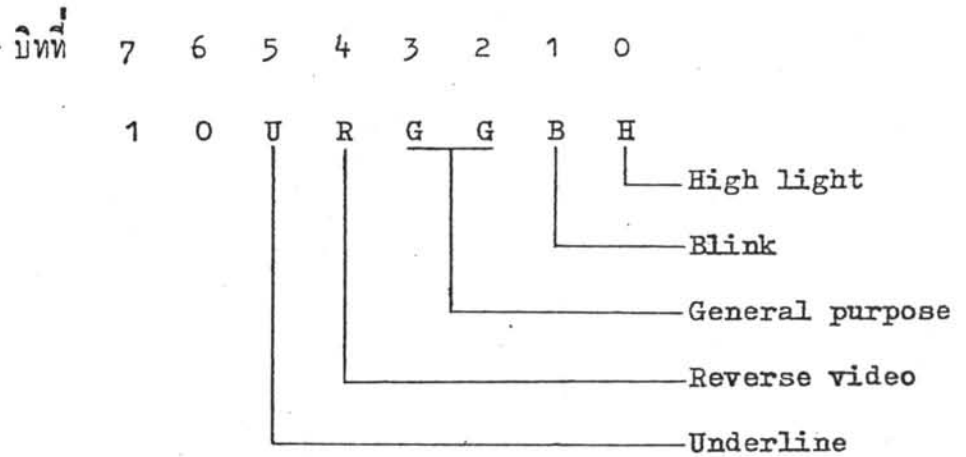 บิทที่ 7 6 5 4 3 2 1 0
1 0 U R G G B H
High light
Blink
General purpose
Reverse video
Underline